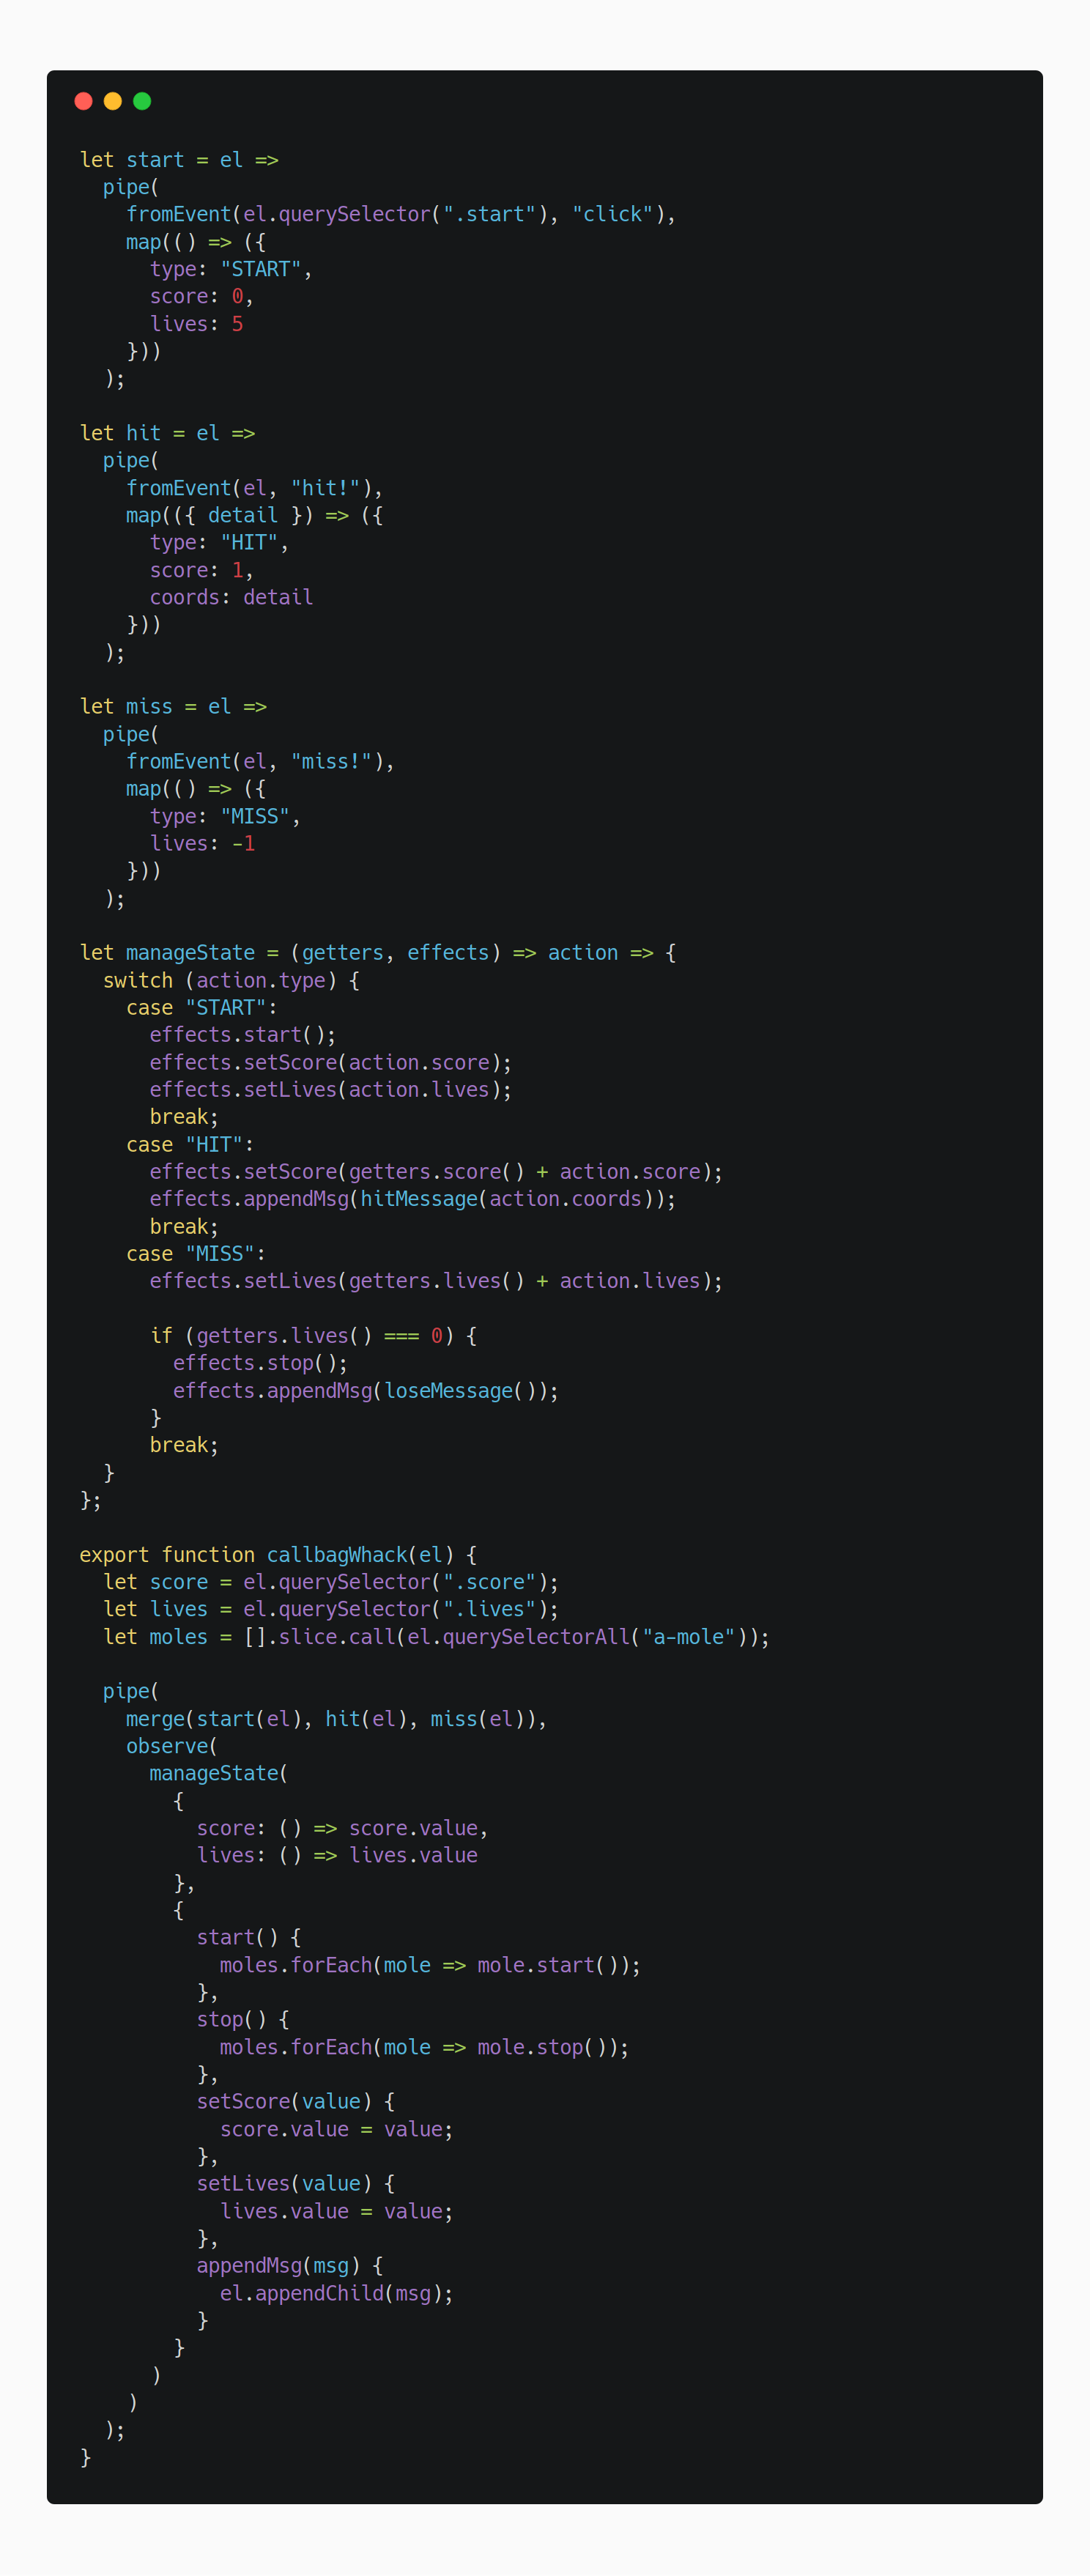 let start = el =>
  pipe(
    fromEvent(el.querySelector(".start"), "click"),
    map(() => ({
      type: "START",
      score: 0,
      lives: 5
    }))
  );

let hit = el =>
  pipe(
    fromEvent(el, "hit!"),
    map(({ detail }) => ({
      type: "HIT",
      score: 1,
      coords: detail
    }))
  );

let miss = el =>
  pipe(
    fromEvent(el, "miss!"),
    map(() => ({
      type: "MISS",
      lives: -1
    }))
  );

let manageState = (getters, effects) => action => {
  switch (action.type) {
    case "START":
      effects.start();
      effects.setScore(action.score);
      effects.setLives(action.lives);
      break;
    case "HIT":
      effects.setScore(getters.score() + action.score);
      effects.appendMsg(hitMessage(action.coords));
      break;
    case "MISS":
      effects.setLives(getters.lives() + action.lives);

      if (getters.lives() === 0) {
        effects.stop();
        effects.appendMsg(loseMessage());
      }
      break;
  }
};

export function callbagWhack(el) {
  let score = el.querySelector(".score");
  let lives = el.querySelector(".lives");
  let moles = [].slice.call(el.querySelectorAll("a-mole"));

  pipe(
    merge(start(el), hit(el), miss(el)),
    observe(
      manageState(
        {
          score: () => score.value,
          lives: () => lives.value
        },
        {
          start() {
            moles.forEach(mole => mole.start());
          },
          stop() {
            moles.forEach(mole => mole.stop());
          },
          setScore(value) {
            score.value = value;
          },
          setLives(value) {
            lives.value = value;
          },
          appendMsg(msg) {
            el.appendChild(msg);
          }
        }
      )
    )
  );
}